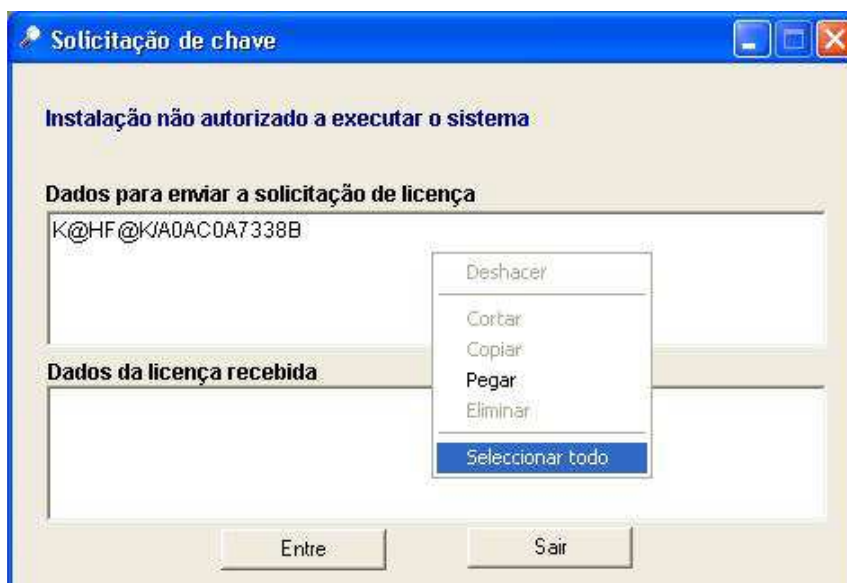 Solicitação de chave
Instalação não autorizado a executar o sistema
Dados para enviar a solicitação de licença
K@HF@K/A0AC0A7338B
Deshacer
Cortar
Copiar
Pegar
Eliminar
Seleccionar todo
Dados da licença recebida
Entre
Sair